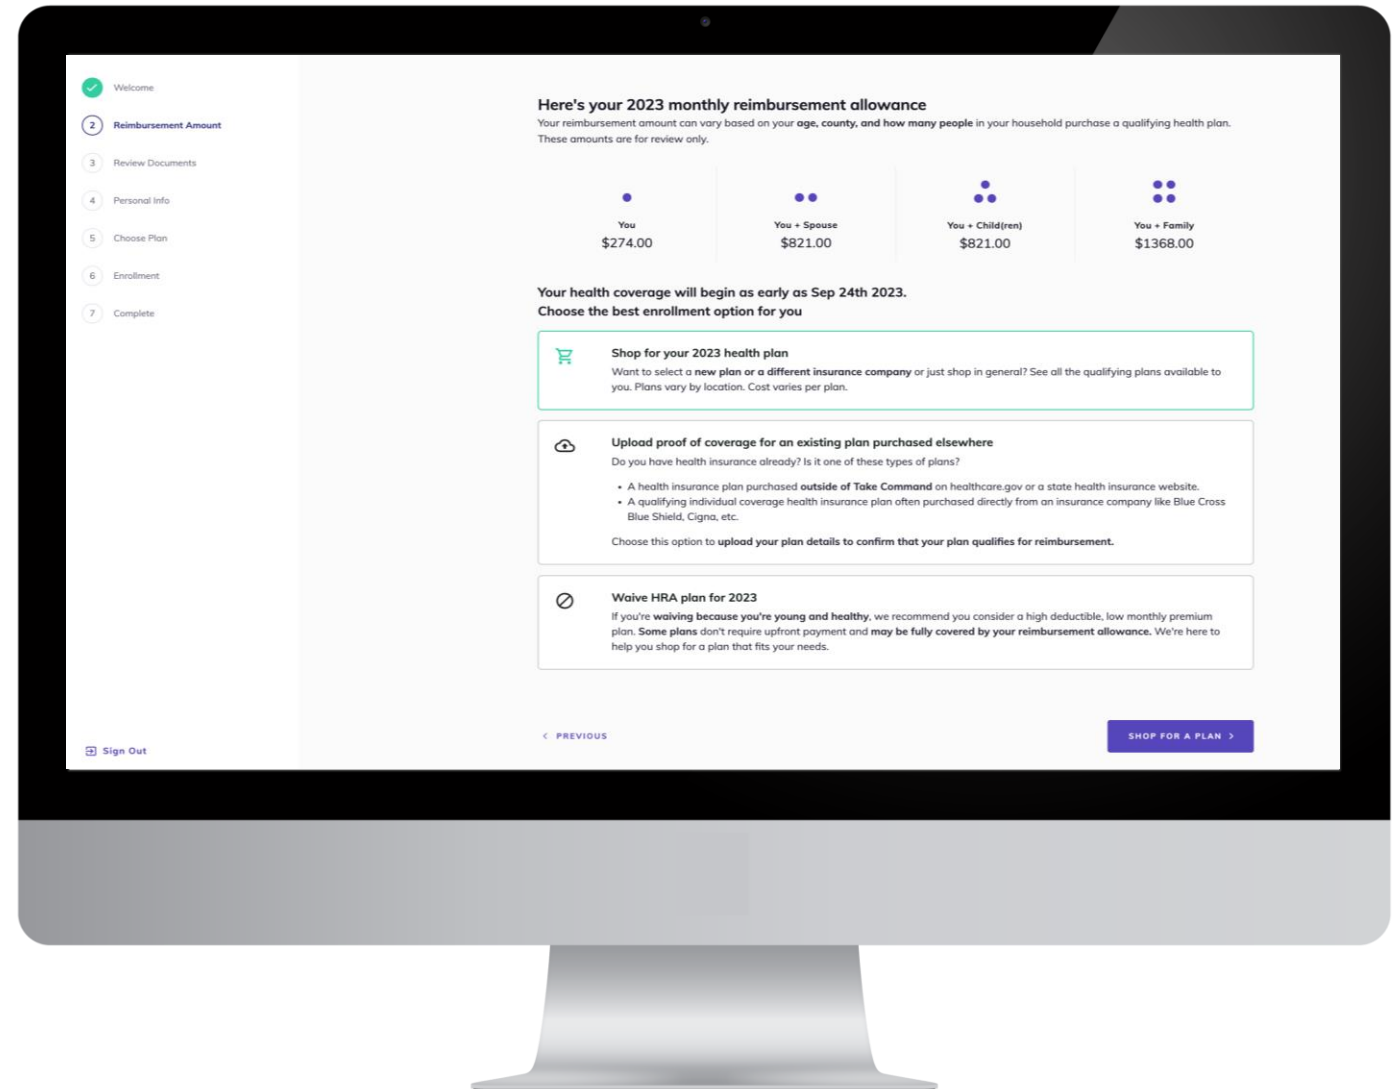 Welcome
2 Reimbursement Amount
3 Review Documents
4 Personal Info
5 Choose Plan
6 Enrollment
7 Complete
Sign Out
Here's your 2023 monthly reimbursement allowance
Your reimbursement amount can vary based on your age, county, and how many people in your household purchase a qualifying health plan.
These amounts are for review only.
You
$274.00
You + Spouse
$821.00
You + Child(ren)
$821.00
You + Family
$1368.00
Your health coverage will begin as early as Sep 24th 2023.
Choose the best enrollment option for you
Shop for your 2023 health plan
Want to select a new plan or a different insurance company or just shop in general? See all the qualifying plans available to
you. Plans vary by location. Cost varies per plan.
Upload proof of coverage for an existing plan purchased elsewhere
Do you have health insurance already? Is it one of these types of plans?
• A health insurance plan purchased outside of Take Command on healthcare.gov or a state health insurance website.
• A qualifying individual coverage health insurance plan often purchased directly from an insurance company like Blue Cross
Blue Shield, Cigna, etc.
Choose this option to upload your plan details to confirm that your plan qualifies for reimbursement.
Waive HRA plan for 2023
If you're waiving because you're young and healthy, we recommend you consider a high deductible, low monthly premium
plan. Some plans don't require upfront payment and may be fully covered by your reimbursement allowance. We're here to
help you shop for a plan that fits your needs.
< PREVIOUS
SHOP FOR A PLAN >